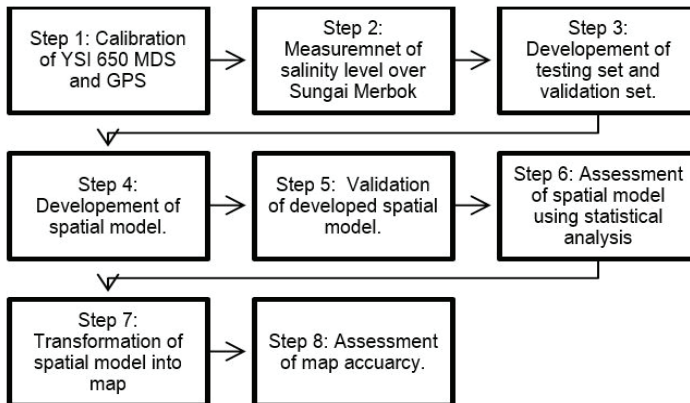 Step 1: Calibration
of YSI 650 MDS
and GPS
Step 2:
Measuremnet of
salinity level over
Sungai Merbok
Step 3:
Developement of
testing set and
validation set.
Step 4:
Developement of
spatial model.
Step 5: Validation
of developed spatial
model.
Step 6: Assessment
of spatial model
using statistical
analysis
Step 7:
Transformation of
spatial model into
map
Step 8: Assessment
of map accuarcy.